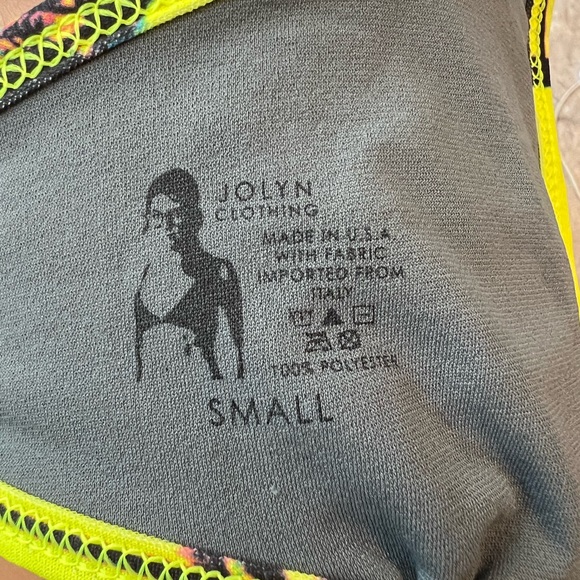 JOLYN
CLOTHING
MADE IN U.S.A
WITH FABRIC
IMPORTED FROM
ITALY
100% POLYESTER
SMALL